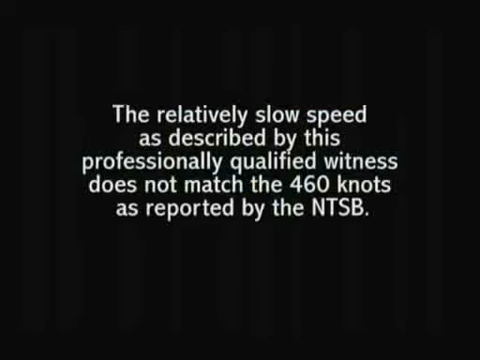 The relatively slow speed
as described by this
professionally qualified witness
does not match the 460 knots
as reported by the NTSB.